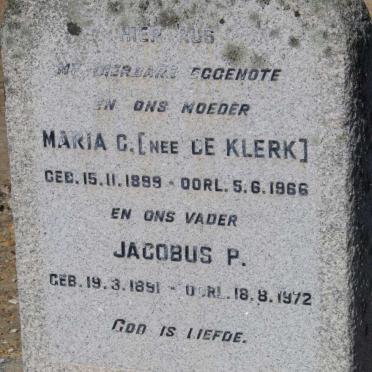 HIER RUS
MY DIERBARE EGGENOTE
EN ONS MOEDER
MARIA C. [NEE DE KLERK]
GEB. 15.11.1899 - OORL. 5.6.1966
EN ONS VADER
JACOBUS P.
GEB. 19.3.1891 - OORL. 18.8.1972
GOD IS LIEFDE.